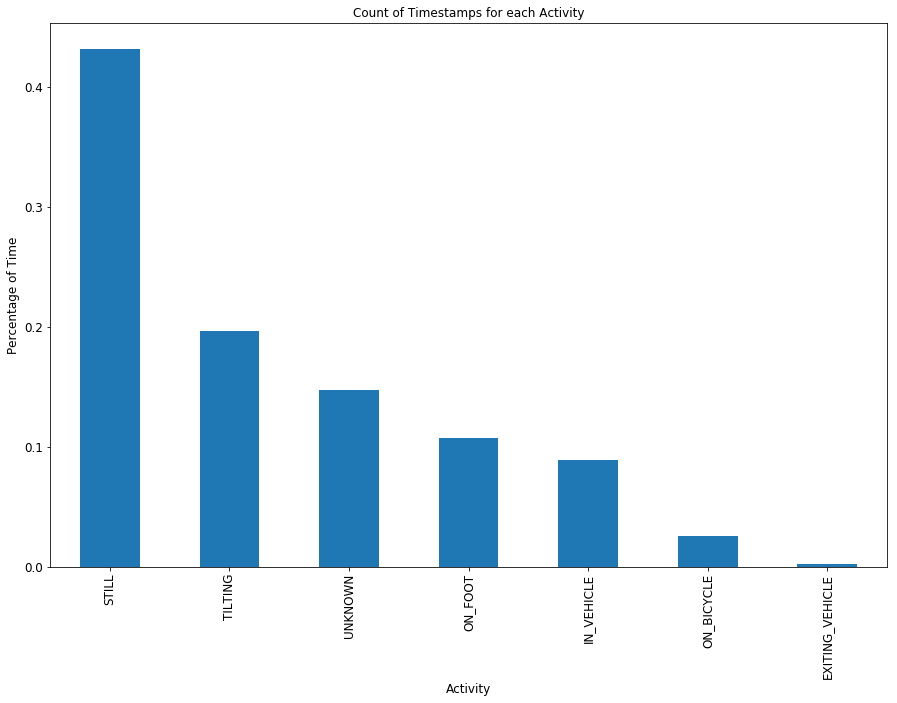 Count of Timestamps for each Activity
Percentage of Time
0.4
0.3
0.2
0.1
0.0
STILL
TILTING
UNKNOWN
ON_FOOT
IN_VEHICLE
ON_BICYCLE
EXITING_VEHICLE
Activity